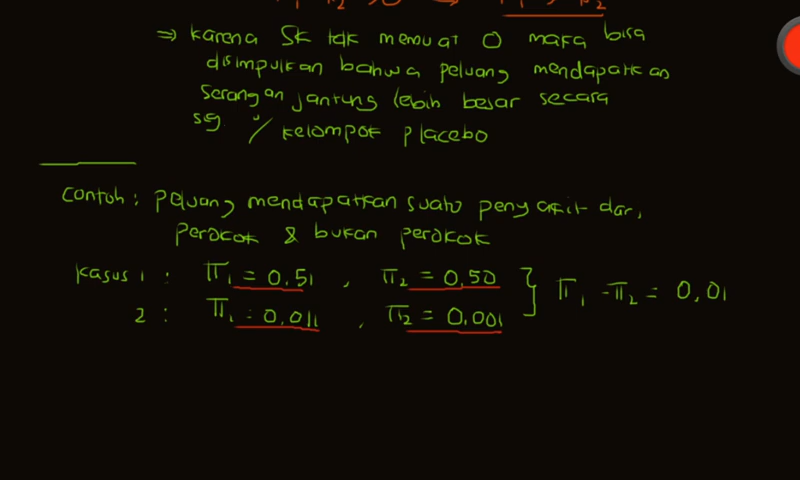 ⇒ karena SK tdk memuat 0 maka bisa
disimpulkan bahwa peluang mendapatkan
serangan jantung lebih besar secara
sg. u/ kelompok placebo
Contoh : peluang mendapatkan suatu penyakit dari
perokok & bukan perokok
kasus 1 : π₁ = 0.51 , π₂ = 0.50 } π₁ - π₂ = 0,01
2 : π₁ = 0.011 , π₂ = 0.001